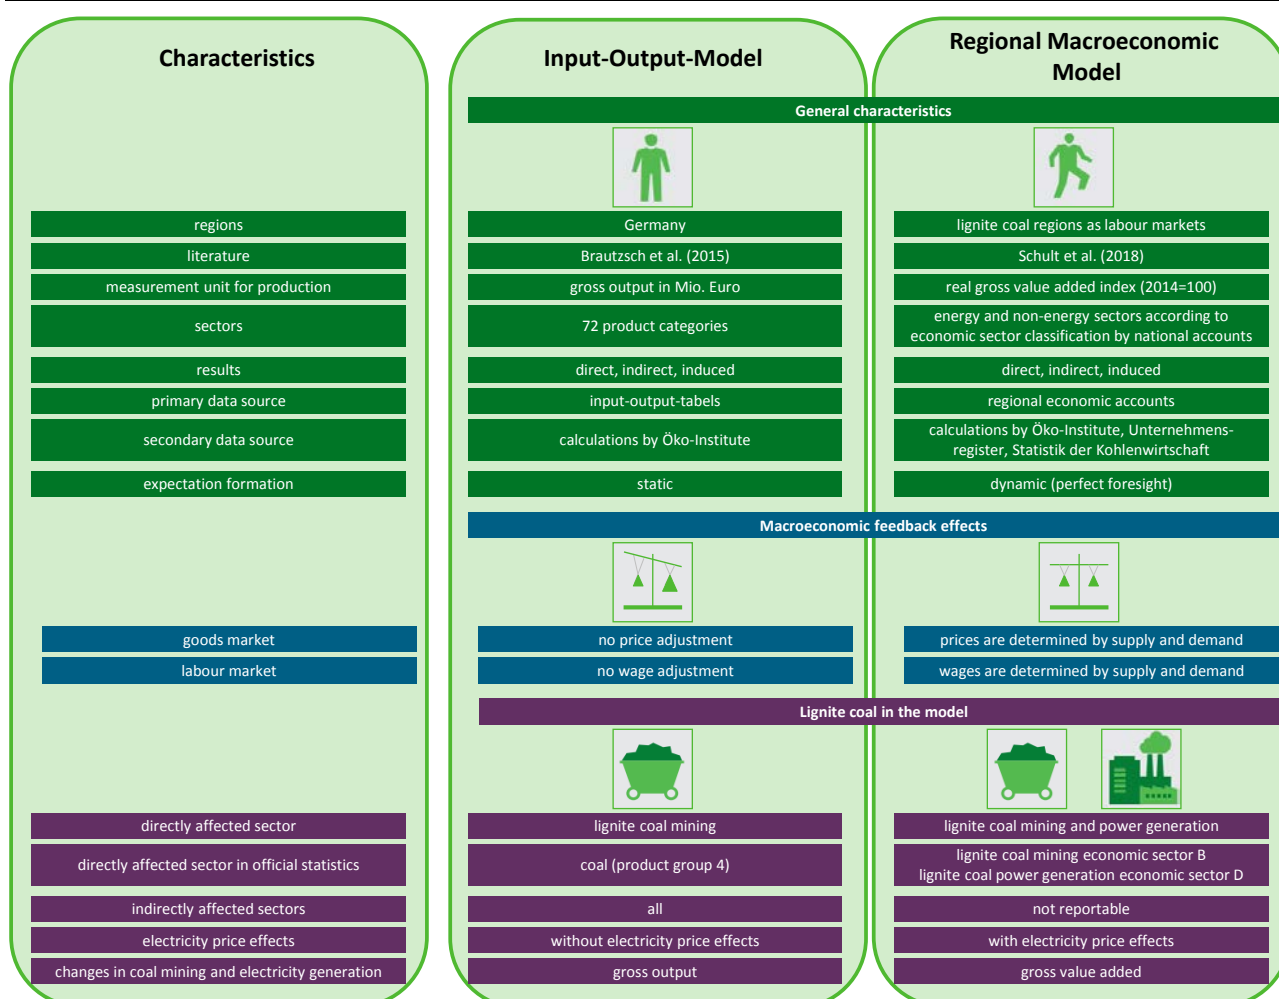 Characteristics
Input-Output-Model
Regional Macroeconomic
Model
General characteristics
regions
Germany
lignite coal regions as labour markets
literature
Brautzsch et al. (2015)
Schult et al. (2018)
measurement unit for production
gross output in Mio. Euro
real gross value added index (2014=100)
sectors
72 product categories
energy and non-energy sectors according to
economic sector classification by national accounts
results
direct, indirect, induced
direct, indirect, induced
primary data source
input-output-tabels
regional economic accounts
secondary data source
calculations by Öko-Institute
calculations by Öko-Institute, Unternehmens-
register, Statistik der Kohlenwirtschaft
expectation formation
static
dynamic (perfect foresight)
Macroeconomic feedback effects
goods market
no price adjustment
prices are determined by supply and demand
labour market
no wage adjustment
wages are determined by supply and demand
Lignite coal in the model
directly affected sector
lignite coal mining
lignite coal mining and power generation
directly affected sector in official statistics
coal (product group 4)
lignite coal mining economic sector B
lignite coal power generation economic sector D
indirectly affected sectors
all
not reportable
electricity price effects
without electricity price effects
with electricity price effects
changes in coal mining and electricity generation
gross output
gross value added